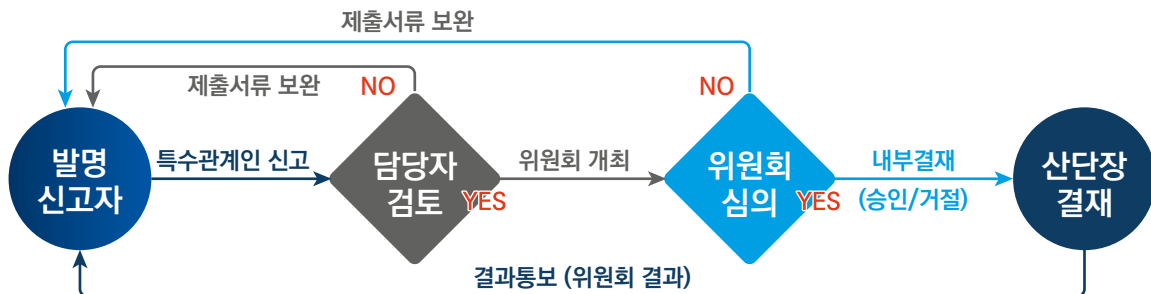 제출서류 보완
제출서류 보완
NO
NO
발명
신고자
특수관계인 신고
담당자
검토
YES
위원회 개최
위원회
심의
YES
내부결재
(승인/거절)
산단장
결재
결과통보 (위원회 결과)